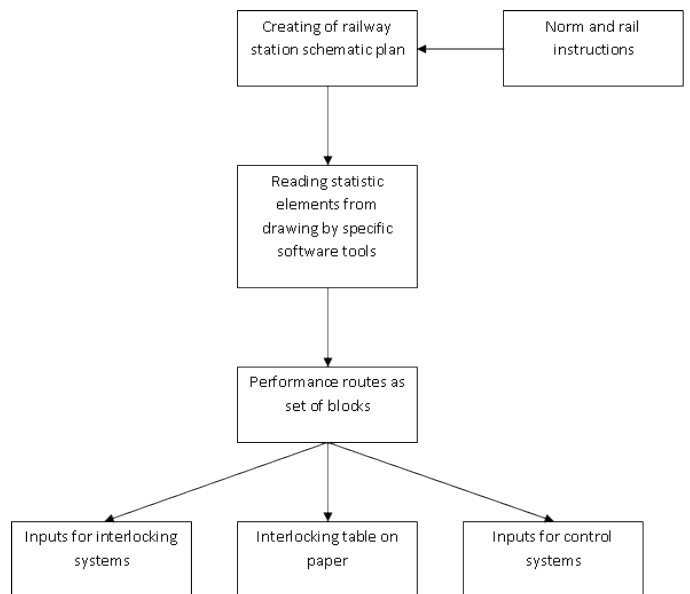 Creating of railway
station schematic plan
Norm and rail
instructions
Reading statistic
elements from
drawing by specific
software tools
Performance routes as
set of blocks
Inputs for interlocking
systems
Interlocking table on
paper
Inputs for control
systems